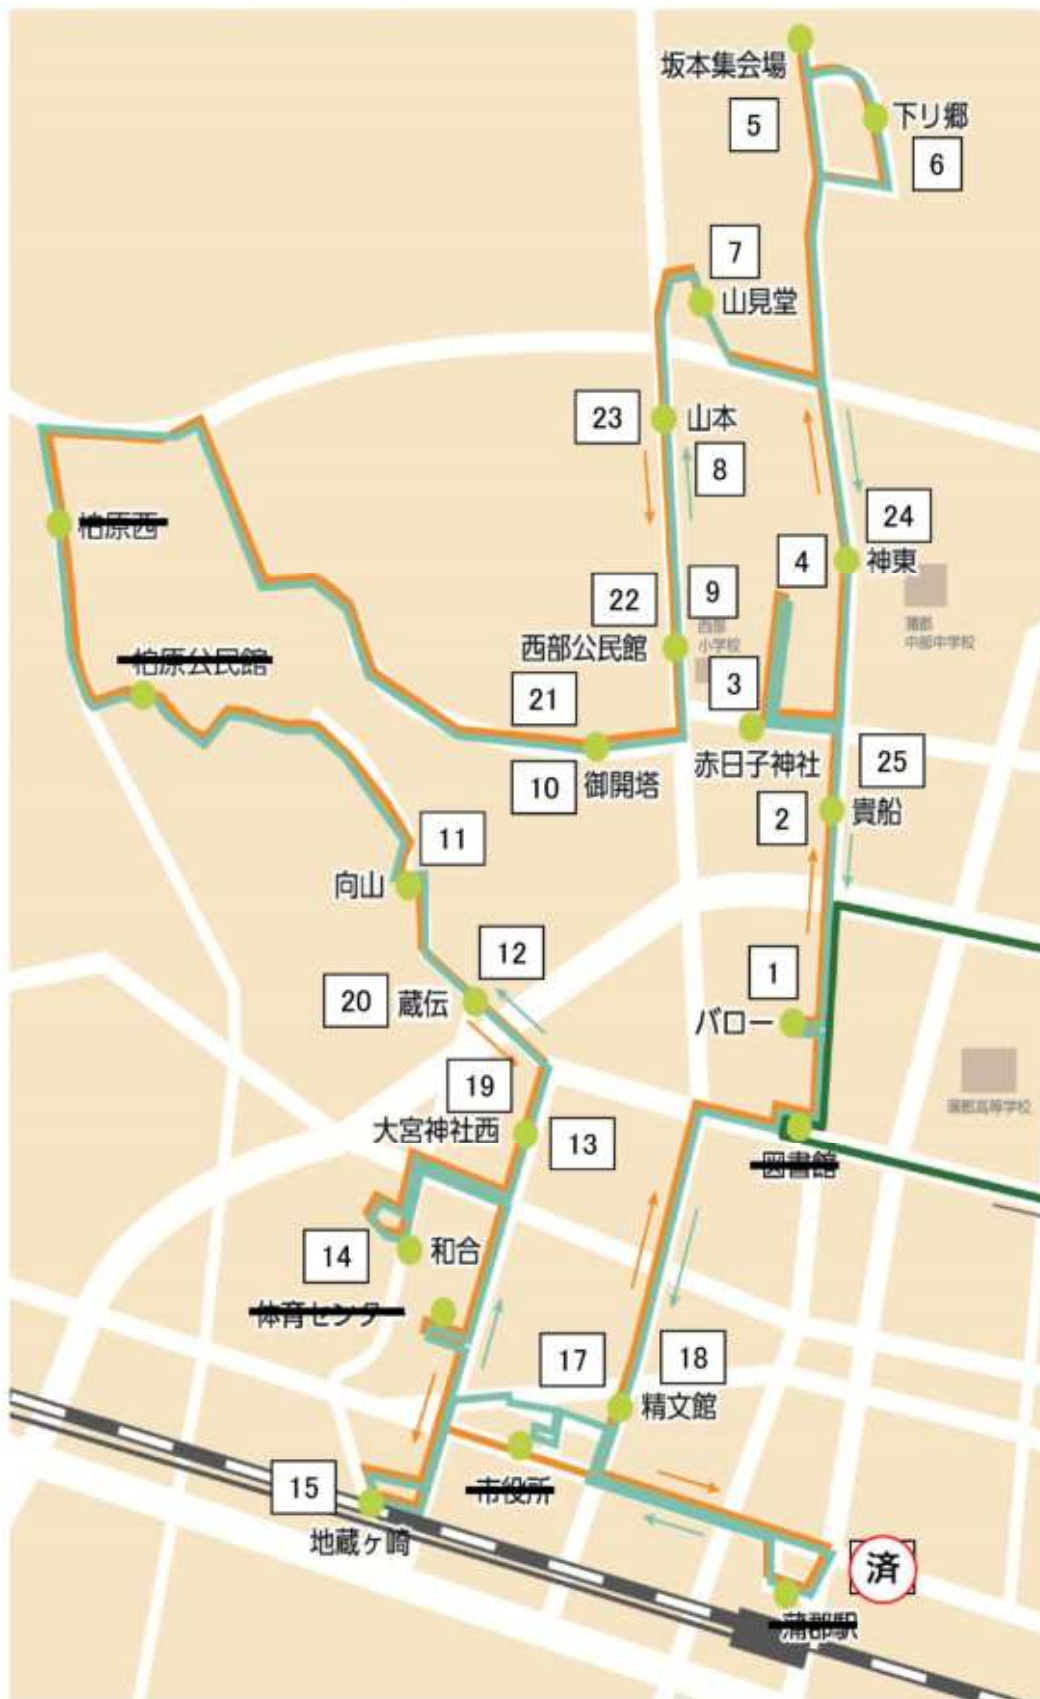 坂本集会場
5
下り郷
6
7
山見堂
23
山本
8
24
柏原西
4
神東
22
9
西部
小学校
蒲郡
中部中学校
西部公民館
柏原公民館
21
3
赤日子神社
25
10
御開塔
2
貴船
11
向山
12
1
20
蔵伝
バロー
19
大宮神社西
13
蒲郡高等学校
図書館
14
和合
体育センター
17
18
精文館
15
市役所
地蔵ヶ崎
済
蒲郡駅